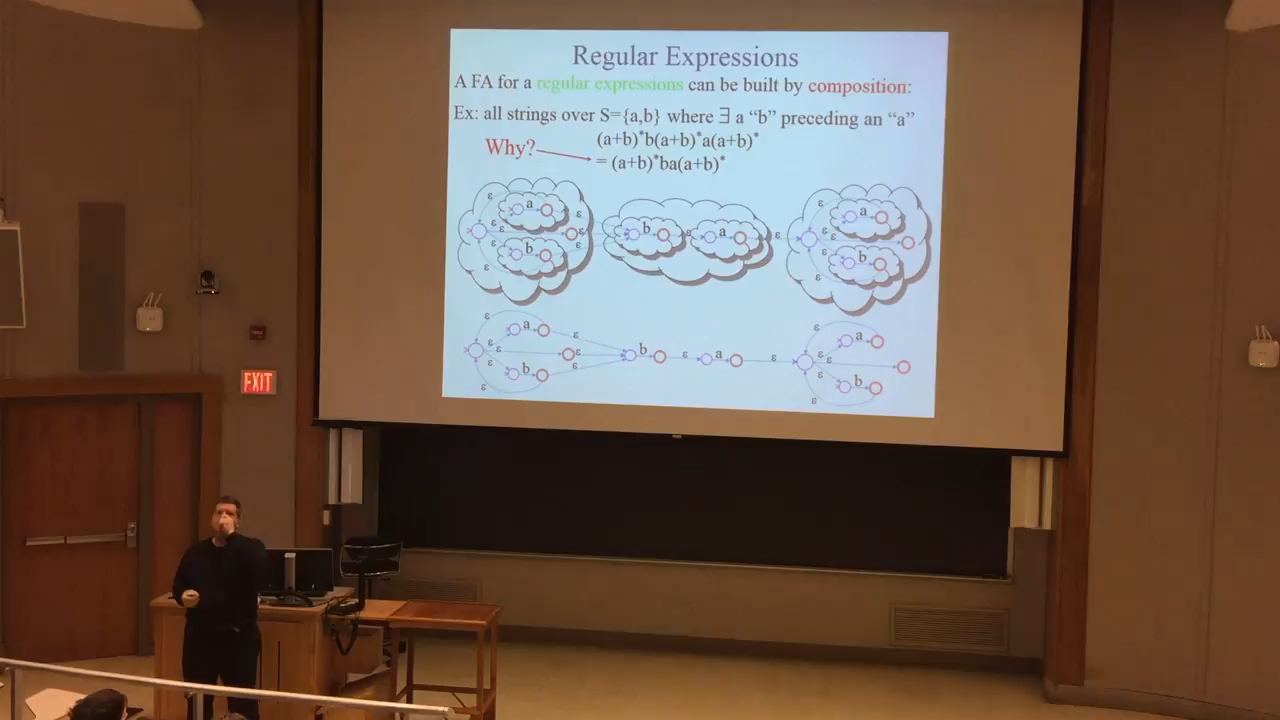 Regular Expressions
A FA for a regular expressions can be built by composition:
Ex: all strings over S={a,b} where ∃ a “b” preceding an “a”
(a+b)*b(a+b)*a(a+b)*
Why?
= (a+b)*ba(a+b)*
ε a ε ε a
ε ε ε b ε a ε ε ε
ε b ε ε b
ε ε
ε a ε ε a
ε ε ε b ε a ε ε ε
ε b ε ε b
ε ε
EXIT